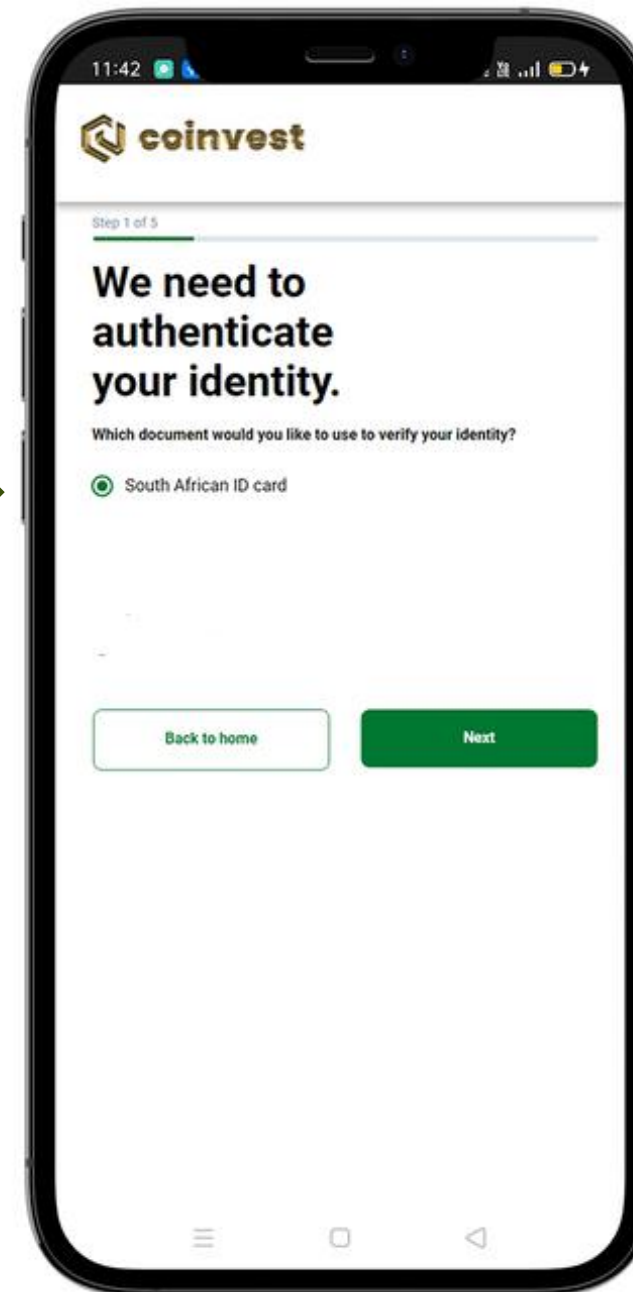 11:42
coinvest
Step 1 of 5
We need to
authenticate
your identity.
Which document would you like to use to verify your identity?
South African ID card
Back to home
Next